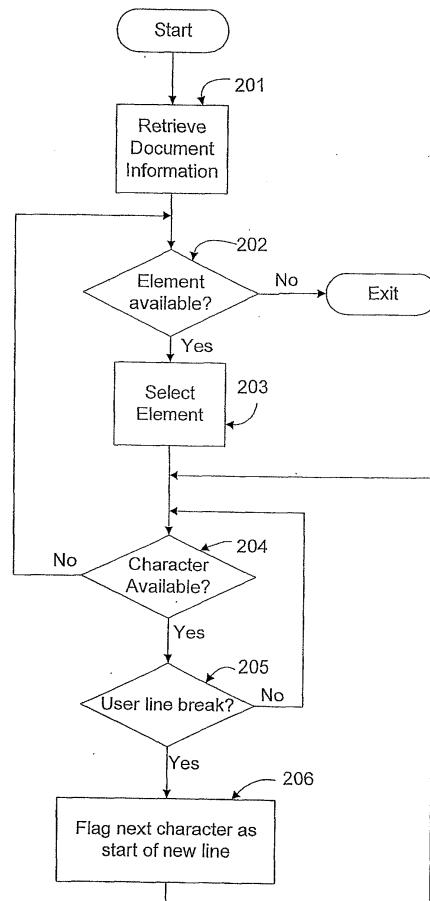 Start
201
Retrieve
Document
Information
202
Element
available?
No
Exit
Yes
Select
Element
203
204
Character
Available?
No
Yes
205
User line break?
No
Yes
206
Flag next character as
start of new line